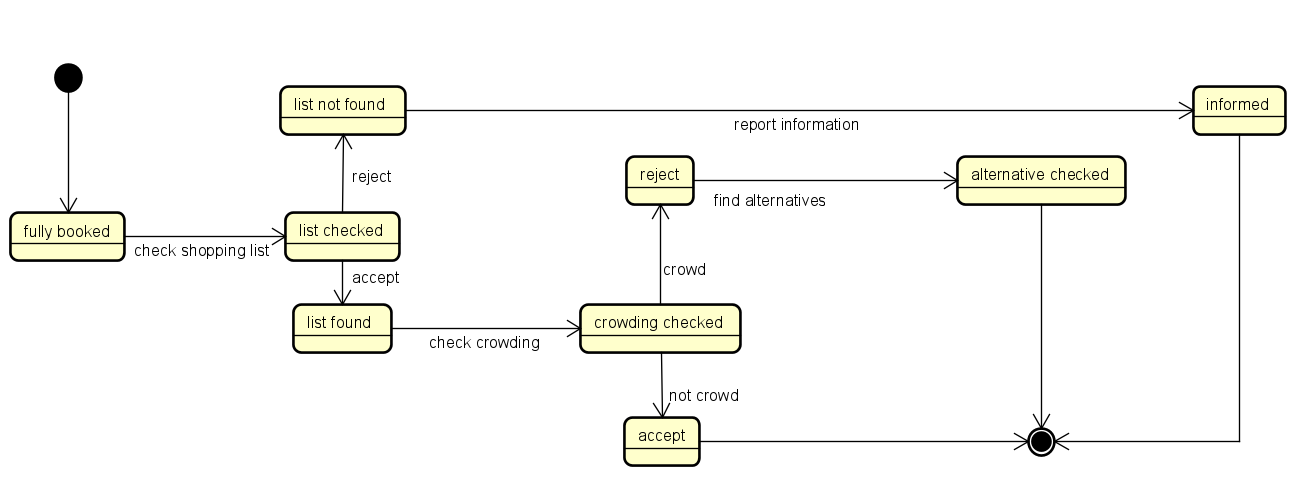 list not found
informed
report information
reject
reject
alternative checked
find alternatives
fully booked
list checked
check shopping list
crowd
accept
list found
crowding checked
check crowding
not crowd
accept